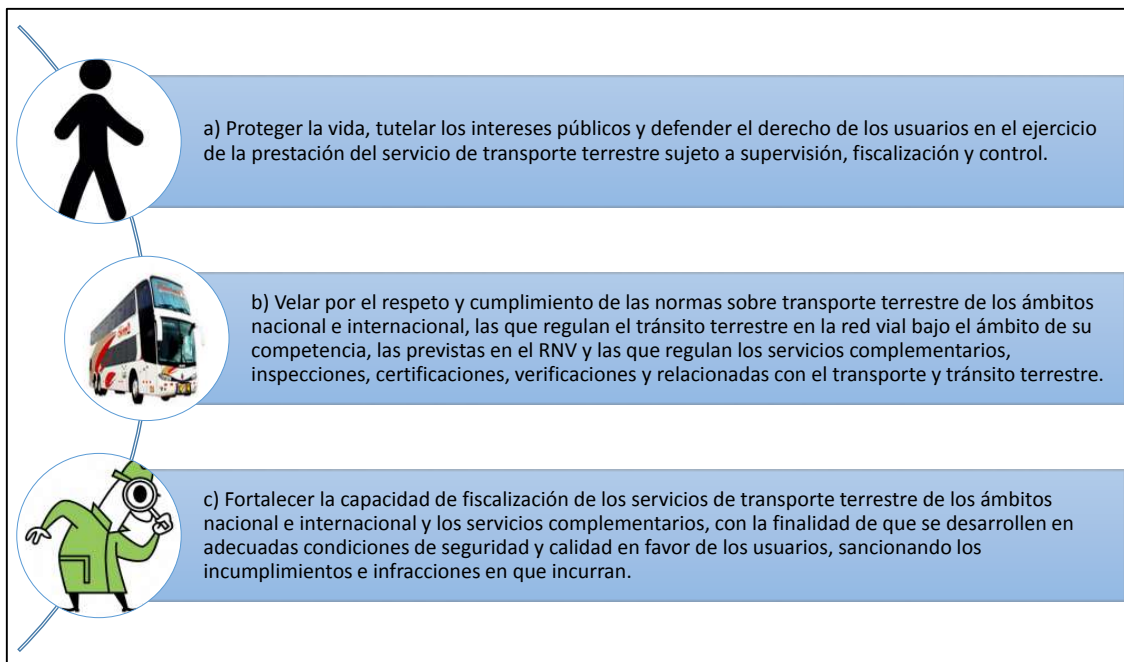 a) Proteger la vida, tutelar los intereses públicos y defender el derecho de los usuarios en el ejercicio
de la prestación del servicio de transporte terrestre sujeto a supervisión, fiscalización y control.
b) Velar por el respeto y cumplimiento de las normas sobre transporte terrestre de los ámbitos
nacional e internacional, las que regulan el tránsito terrestre en la red vial bajo el ámbito de su
competencia, las previstas en el RNV y las que regulan los servicios complementarios,
inspecciones, certificaciones, verificaciones y relacionadas con el transporte y tránsito terrestre.
c) Fortalecer la capacidad de fiscalización de los servicios de transporte terrestre de los ámbitos
nacional e internacional y los servicios complementarios, con la finalidad de que se desarrollen en
adecuadas condiciones de seguridad y calidad en favor de los usuarios, sancionando los
incumplimientos e infracciones en que incurran.